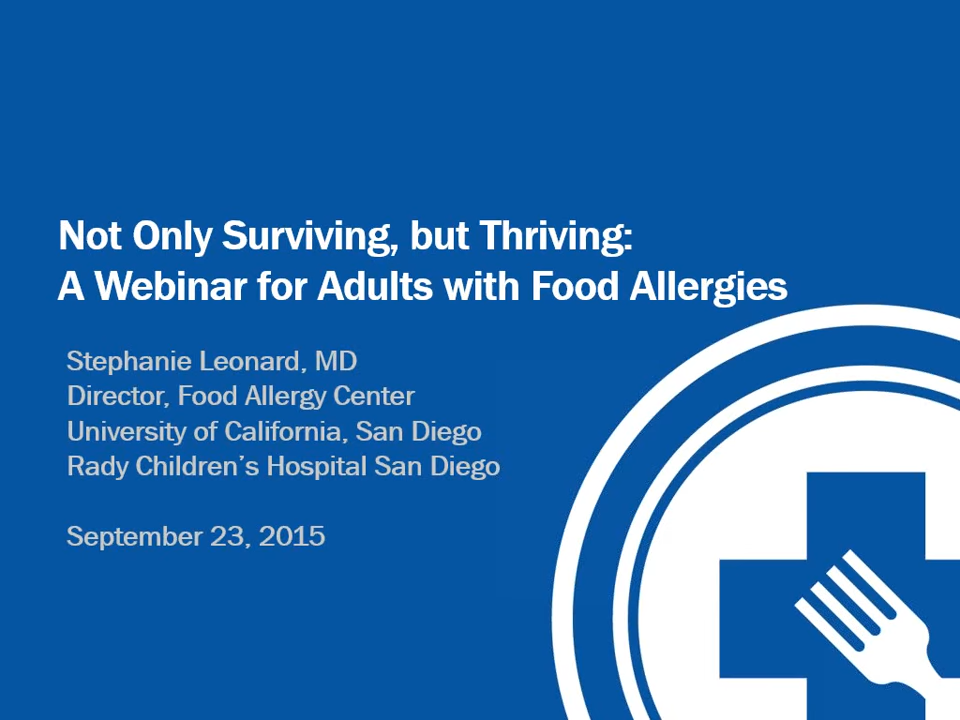 Not Only Surviving, but Thriving:
A Webinar for Adults with Food Allergies
Stephanie Leonard, MD
Director, Food Allergy Center
University of California, San Diego
Rady Children’s Hospital San Diego
September 23, 2015